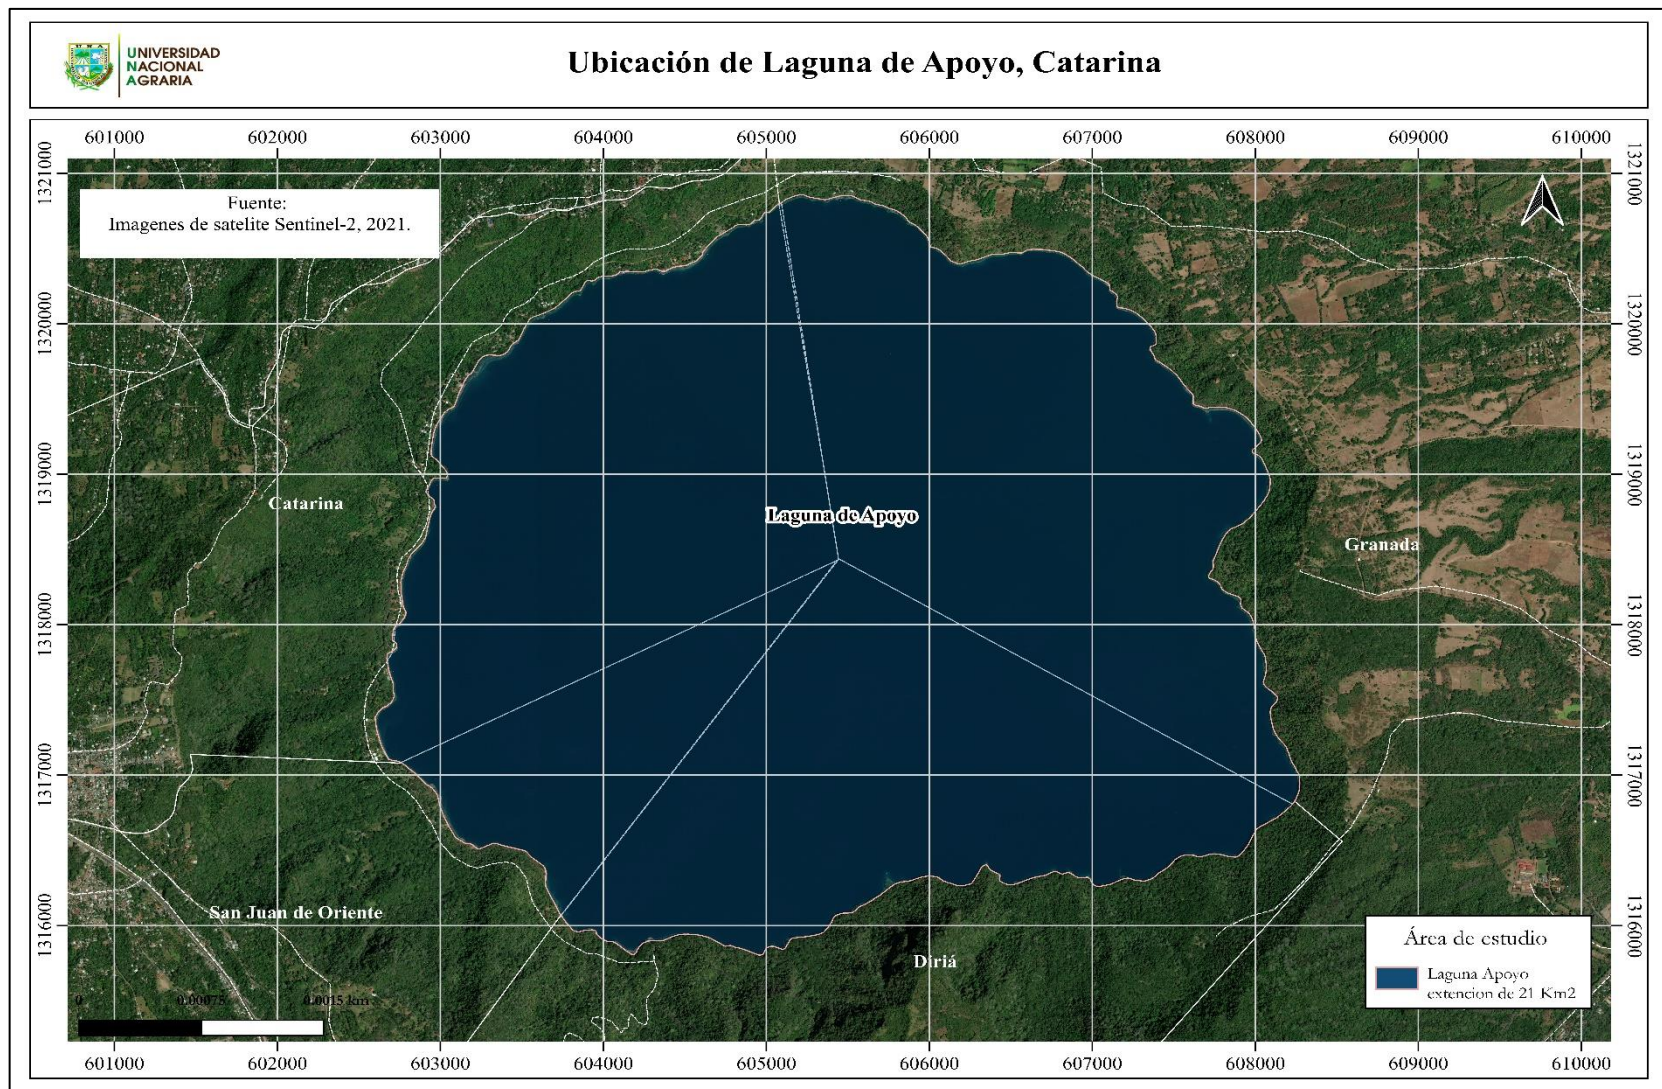 UNIVERSIDAD
NACIONAL
AGRARIA
Ubicación de Laguna de Apoyo, Catarina
601000 602000 603000 604000 605000 606000 607000 608000 609000 610000
1321000 1321000
Fuente:
Imagenes de satelite Sentinel-2, 2021.
1320000 1320000
1319000 1319000
Catarina
Laguna de Apoyo
Granada
1318000 1318000
1317000 1317000
San Juan de Oriente
1316000 1316000
Diriá
Área de estudio
Laguna Apoyo
extencion de 21 Km2
0 0.00075 0.0015 km
601000 602000 603000 604000 605000 606000 607000 608000 609000 610000